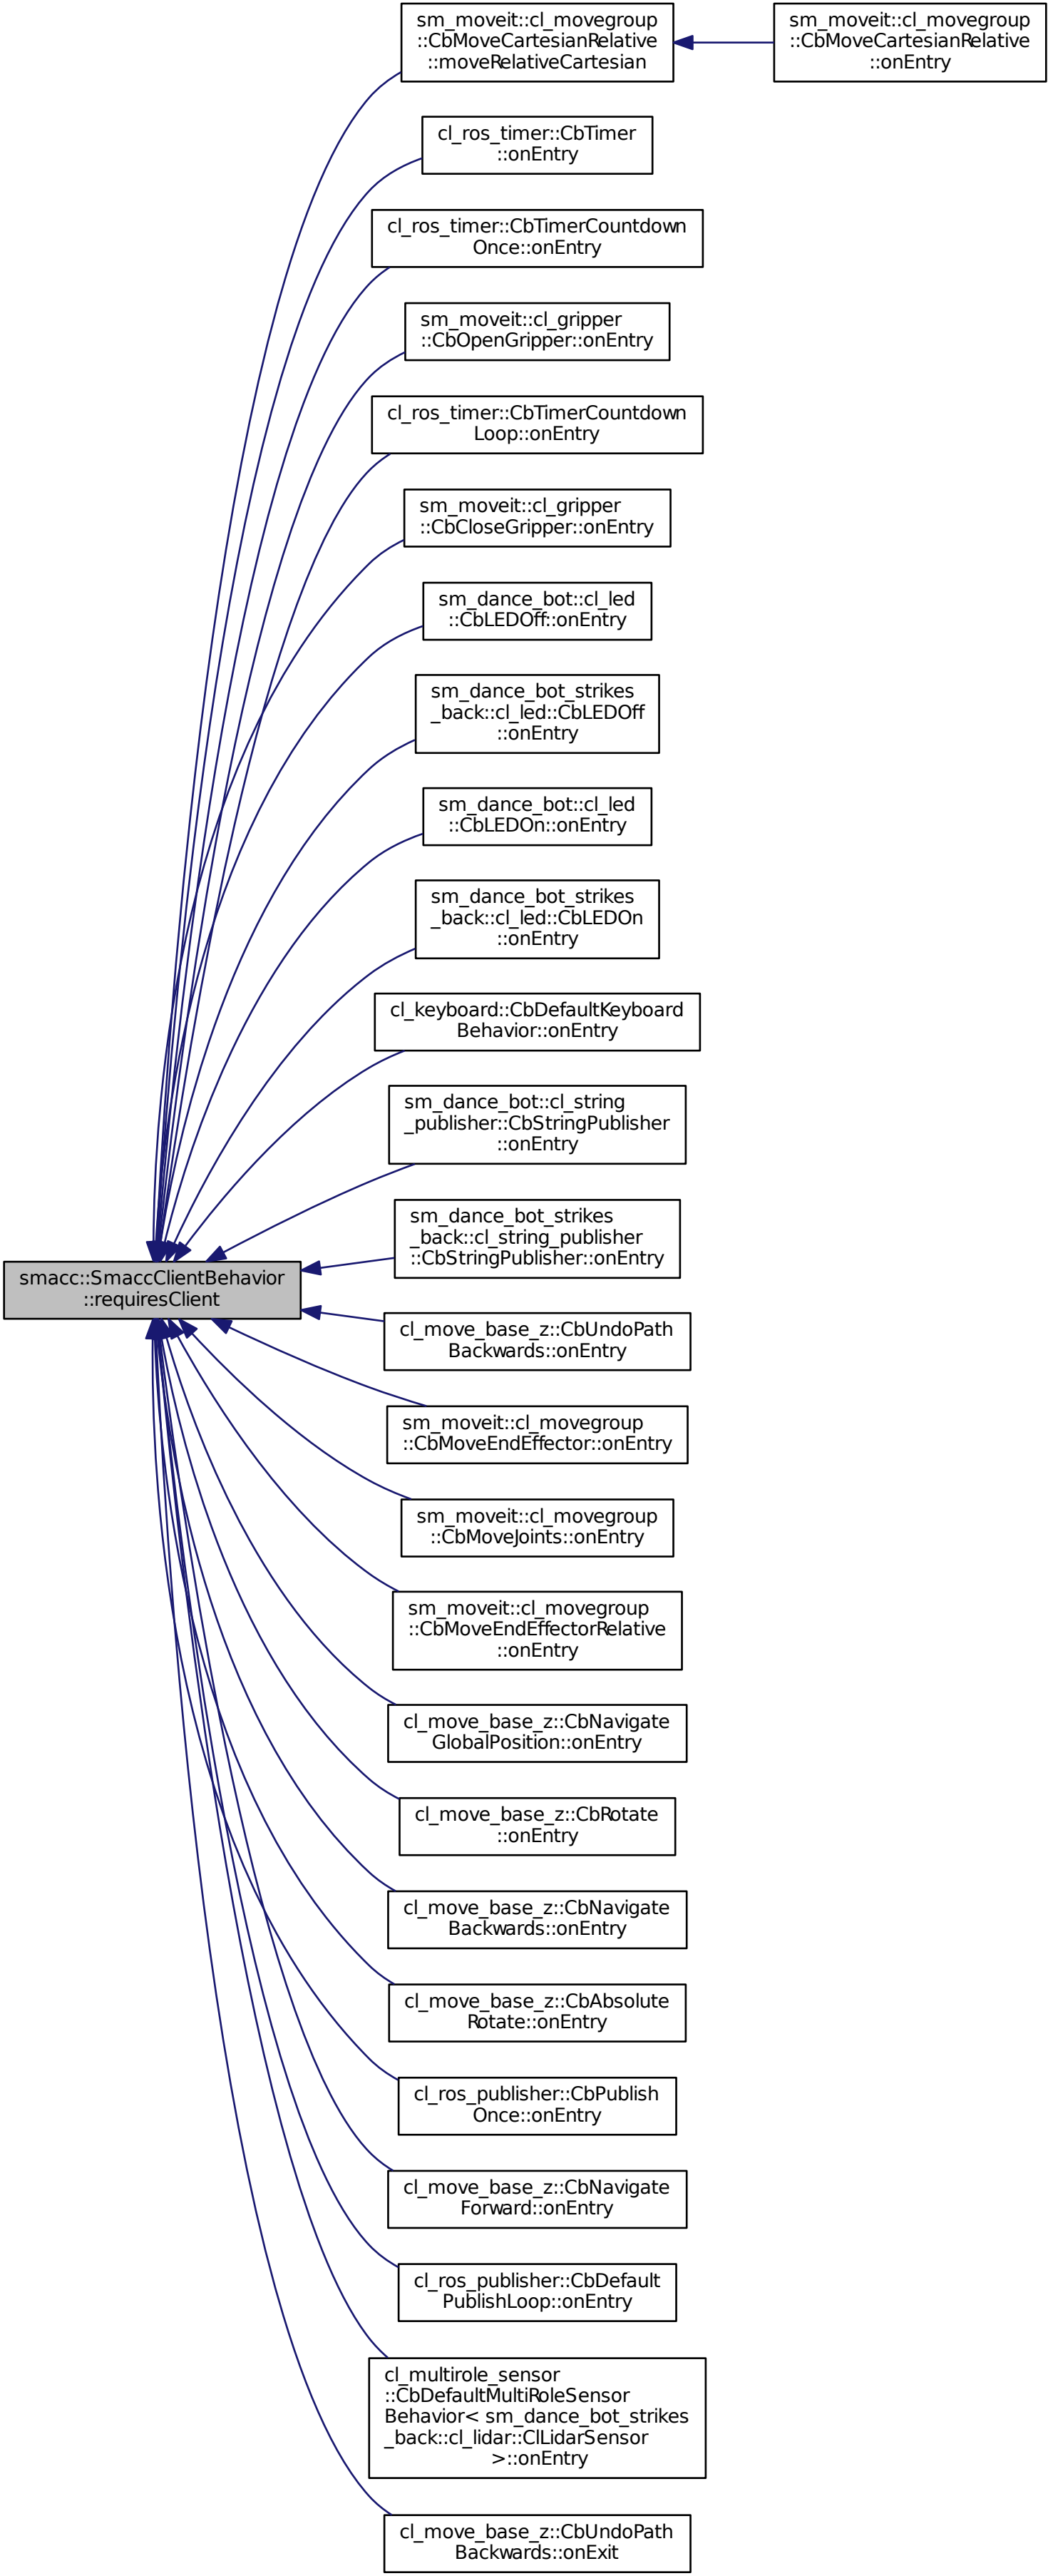 sm_moveit::cl_movegroup
::CbMoveCartesianRelative
::moveRelativeCartesian
sm_moveit::cl_movegroup
::CbMoveCartesianRelative
::onEntry
cl_ros_timer::CbTimer
::onEntry
cl_ros_timer::CbTimerCountdown
Once::onEntry
sm_moveit::cl_gripper
::CbOpenGripper::onEntry
cl_ros_timer::CbTimerCountdown
Loop::onEntry
sm_moveit::cl_gripper
::CbCloseGripper::onEntry
sm_dance_bot::cl_led
::CbLEDOff::onEntry
sm_dance_bot_strikes
_back::cl_led::CbLEDOff
::onEntry
sm_dance_bot::cl_led
::CbLEDOn::onEntry
sm_dance_bot_strikes
_back::cl_led::CbLEDOn
::onEntry
cl_keyboard::CbDefaultKeyboard
Behavior::onEntry
sm_dance_bot::cl_string
_publisher::CbStringPublisher
::onEntry
sm_dance_bot_strikes
_back::cl_string_publisher
::CbStringPublisher::onEntry
smacc::SmaccClientBehavior
::requiresClient
cl_move_base_z::CbUndoPath
Backwards::onEntry
sm_moveit::cl_movegroup
::CbMoveEndEffector::onEntry
sm_moveit::cl_movegroup
::CbMoveJoints::onEntry
sm_moveit::cl_movegroup
::CbMoveEndEffectorRelative
::onEntry
cl_move_base_z::CbNavigate
GlobalPosition::onEntry
cl_move_base_z::CbRotate
::onEntry
cl_move_base_z::CbNavigate
Backwards::onEntry
cl_move_base_z::CbAbsolute
Rotate::onEntry
cl_ros_publisher::CbPublish
Once::onEntry
cl_move_base_z::CbNavigate
Forward::onEntry
cl_ros_publisher::CbDefault
PublishLoop::onEntry
cl_multirole_sensor
::CbDefaultMultiRoleSensor
Behavior< sm_dance_bot_strikes
_back::cl_lidar::ClLidarSensor
>::onEntry
cl_move_base_z::CbUndoPath
Backwards::onExit